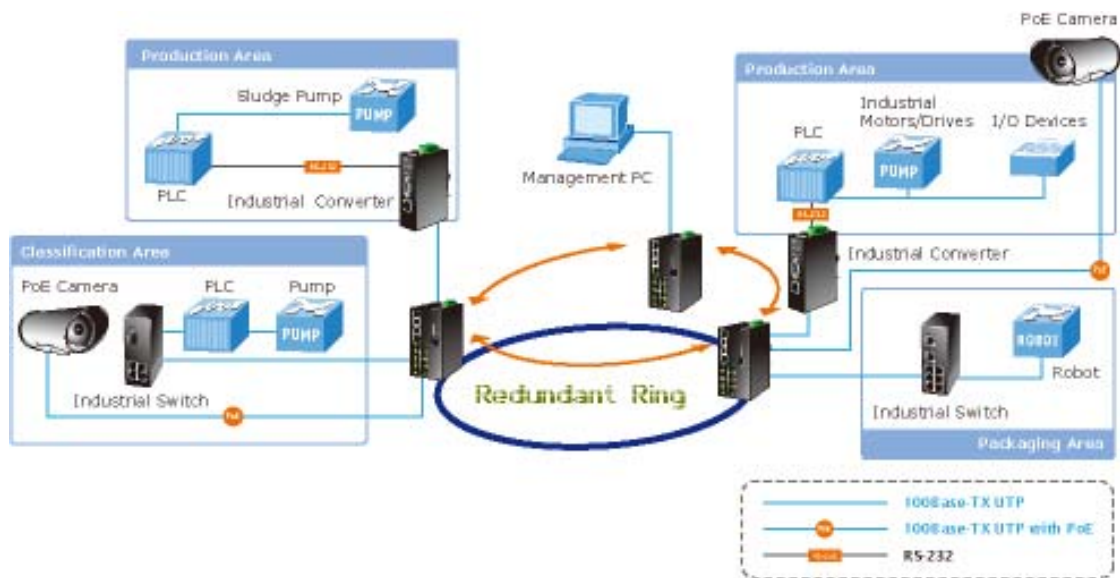 PoE Camera
Production Area
Sludge Pump
PUMP
RS-232
PLC
Industrial Converter
Management PC
Production Area
Industrial
Motors/Drives
I/O Devices
PLC
PUMP
RS-232
Industrial Converter
PoE
Classification Area
PoE Camera
PLC
Pump
PUMP
Industrial Switch
PoE
Redundant Ring
ROBOT
Robot
Industrial Switch
Packaging Area
100Base-TX UTP
PoE
100Base-TX UTP with PoE
RS-232
RS-232